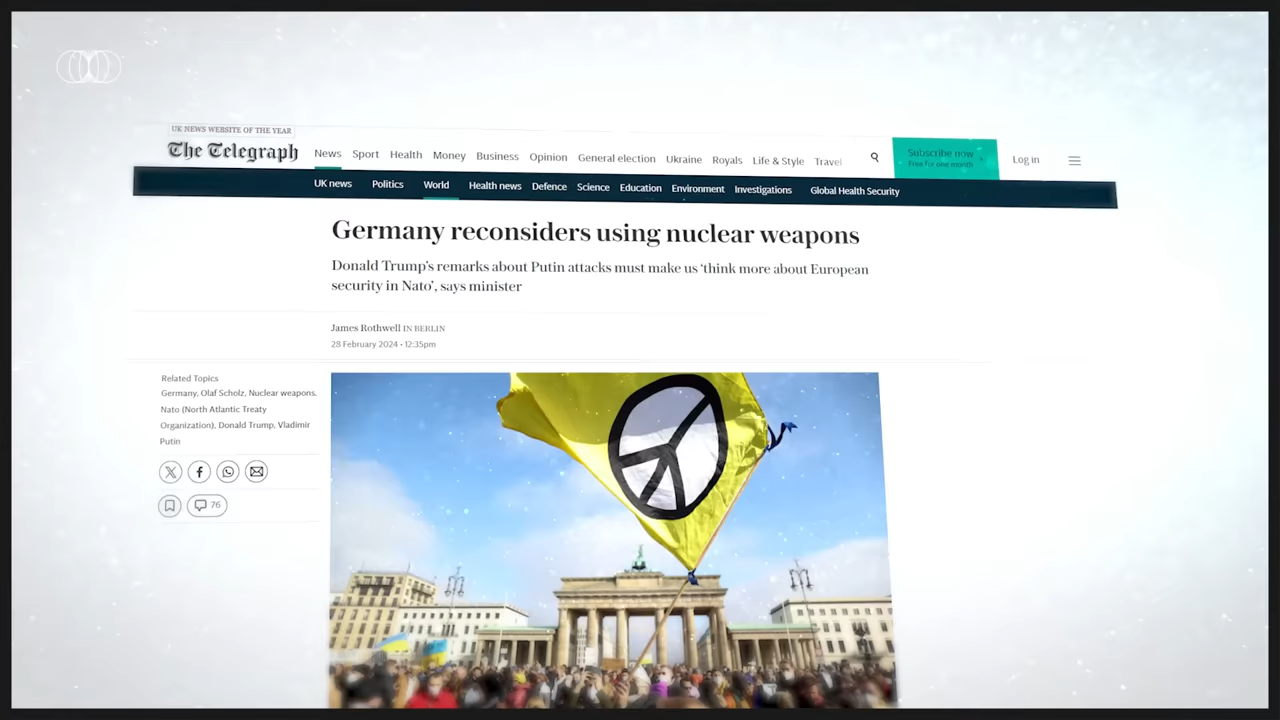 UK NEWS WEBSITE OF THE YEAR
The Telegraph
News Sport Health Money Business Opinion General election Ukraine Royals Life & Style Travel
Subscribe now
Free for one month
Log in
UK news Politics World Health news Defence Science Education Environment Investigations Global Health Security
Germany reconsiders using nuclear weapons
Donald Trump's remarks about Putin attacks must make us ‘think more about European
security in Nato’, says minister
James Rothwell IN BERLIN
28 February 2024 • 12:35pm
Related Topics
Germany, Olaf Scholz, Nuclear weapons,
Nato (North Atlantic Treaty
Organization), Donald Trump, Vladimir
Putin
76